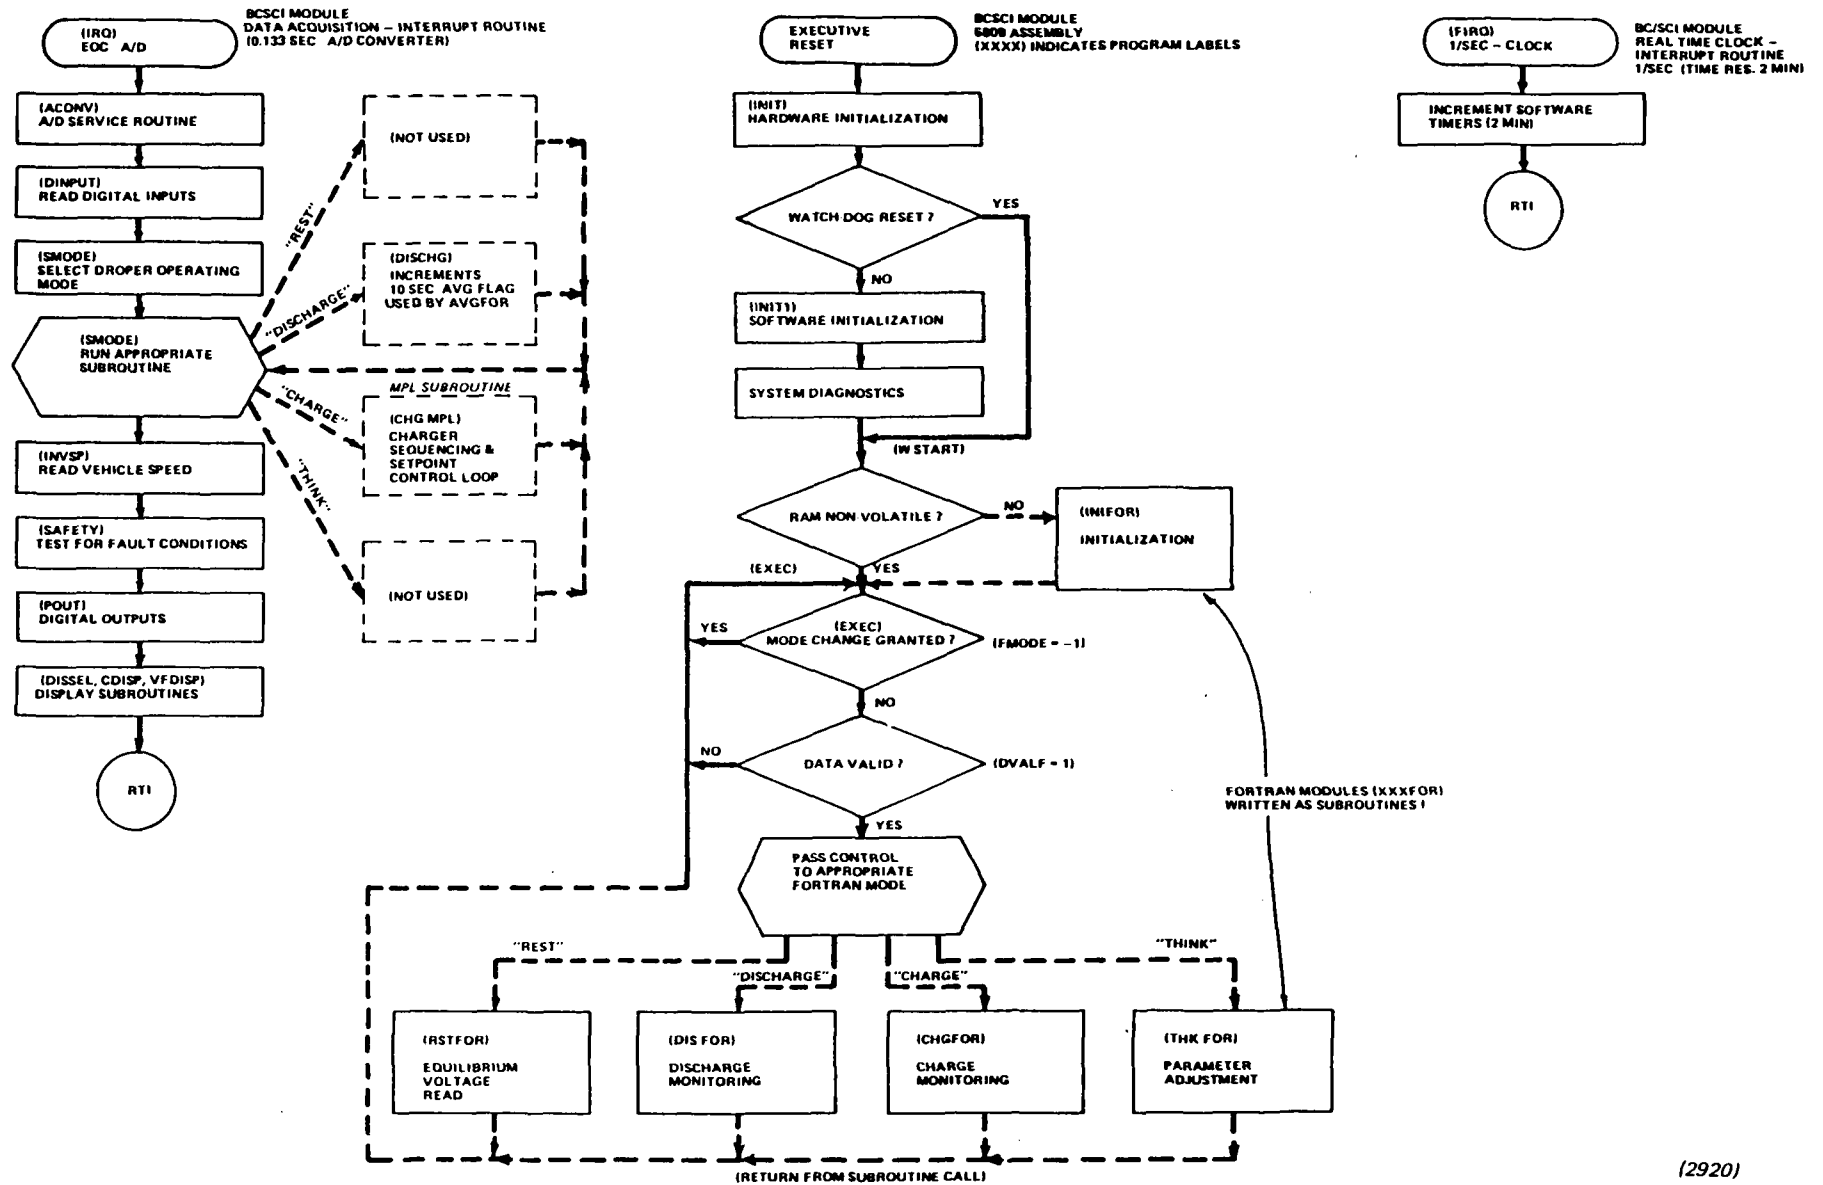 (IRQ)
EOC A/D
BCSCI MODULE
DATA ACQUISITION – INTERRUPT ROUTINE
(0.133 SEC A/D CONVERTER)
(ACONV)
A/D SERVICE ROUTINE
(DINPUT)
READ DIGITAL INPUTS
(SMODE)
SELECT DROPER OPERATING
MODE
(SMODE)
RUN APPROPRIATE
SUBROUTINE
(INVSP)
READ VEHICLE SPEED
(SAFETY)
TEST FOR FAULT CONDITIONS
(POUT)
DIGITAL OUTPUTS
(DISSEL, CDISP, VFDISP)
DISPLAY SUBROUTINES
RTI
"REST"
(NOT USED)
"DISCHARGE"
(DISCHG)
INCREMENTS
10 SEC AVG FLAG
USED BY AVGFOR
"CHARGE"
MPL SUBROUTINE
(CHG MPL)
CHARGER
SEQUENCING &
SETPOINT
CONTROL LOOP
"THINK"
(NOT USED)
EXECUTIVE
RESET
BCSCI MODULE
6809 ASSEMBLY
(XXXX) INDICATES PROGRAM LABELS
(INIT)
HARDWARE INITIALIZATION
WATCH-DOG RESET ?
YES
NO
(INIT1)
SOFTWARE INITIALIZATION
SYSTEM DIAGNOSTICS
(WSTART)
RAM NON-VOLATILE ?
NO
(INIFOR)
INITIALIZATION
YES
(EXEC)
(EXEC)
MODE CHANGE GRANTED ?
YES
(FMODE = -1)
NO
DATA VALID ?
NO
(DVALF = 1)
YES
PASS CONTROL
TO APPROPRIATE
FORTRAN MODE
FORTRAN MODULES (XXXFOR)
WRITTEN AS SUBROUTINES !
"REST"
"DISCHARGE"
"CHARGE"
"THINK"
(RSTFOR)
EQUILIBRIUM
VOLTAGE
READ
(DIS FOR)
DISCHARGE
MONITORING
(CHGFOR)
CHARGE
MONITORING
(THK FOR)
PARAMETER
ADJUSTMENT
(RETURN FROM SUBROUTINE CALL)
(FIRQ)
1/SEC – CLOCK
BC/SCI MODULE
REAL TIME CLOCK –
INTERRUPT ROUTINE
1/SEC (TIME RES. 2 MIN)
INCREMENT SOFTWARE
TIMERS (2 MIN)
RTI
(2920)